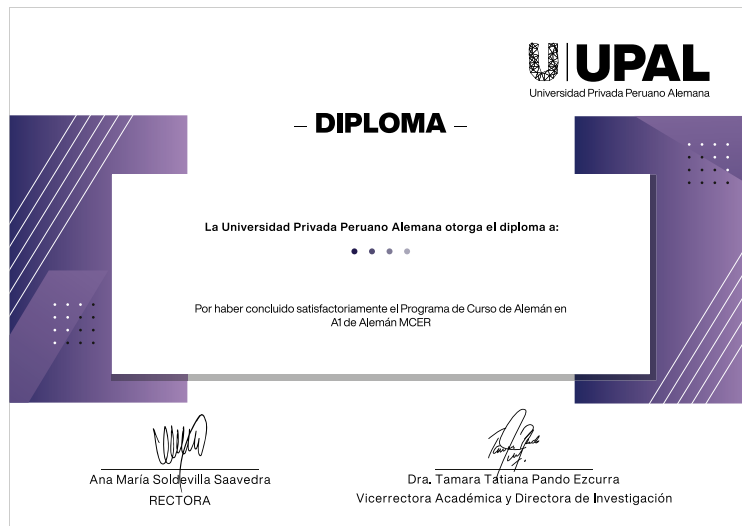 UPAL
Universidad Privada Peruano Alemana
– DIPLOMA –
La Universidad Privada Peruano Alemana otorga el diploma a:
Por haber concluido satisfactoriamente el Programa de Curso de Alemán en
A1 de Alemán MCER
Ana María Soldevilla Saavedra
RECTORA
Dra. Tamara Tatiana Pando Ezcurra
Vicerrectora Académica y Directora de Investigación